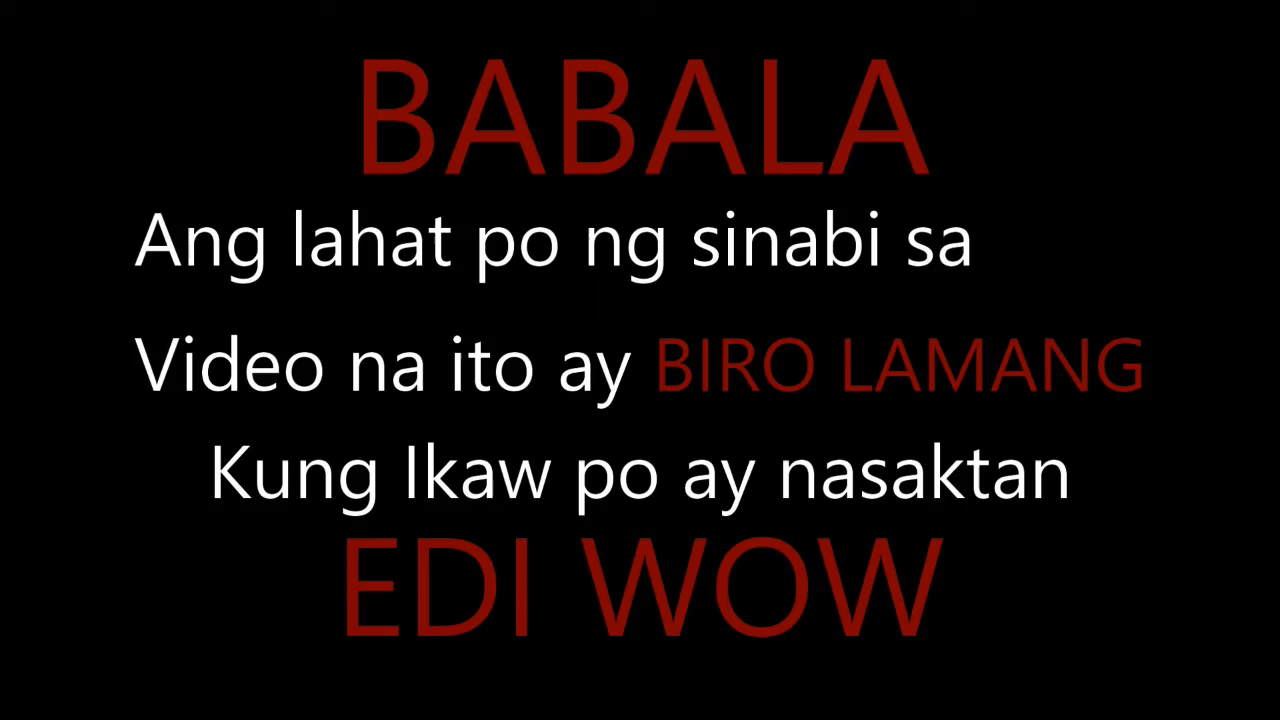 BABALA
Ang lahat po ng sinabi sa
Video na ito ay BIRO LAMANG
Kung Ikaw po ay nasaktan
EDI WOW